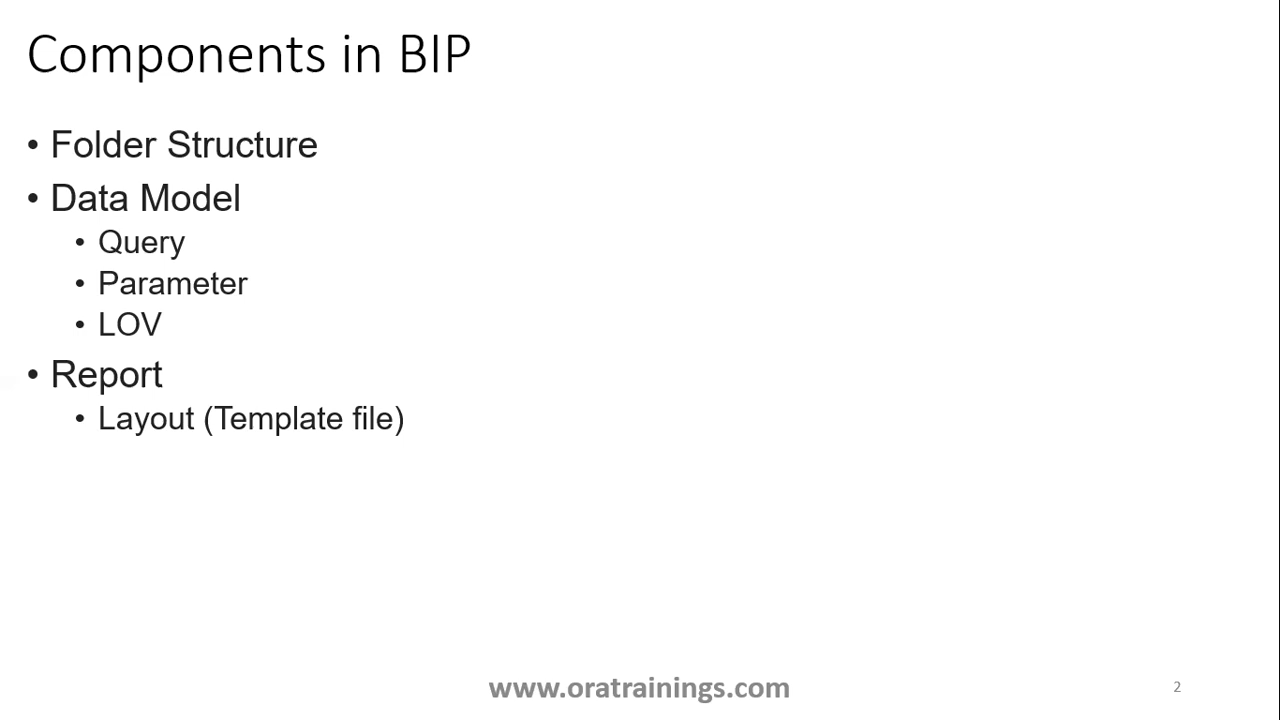 Components in BIP
• Folder Structure
• Data Model
• Query
• Parameter
• LOV
• Report
• Layout (Template file)
www.oratrainings.com
2